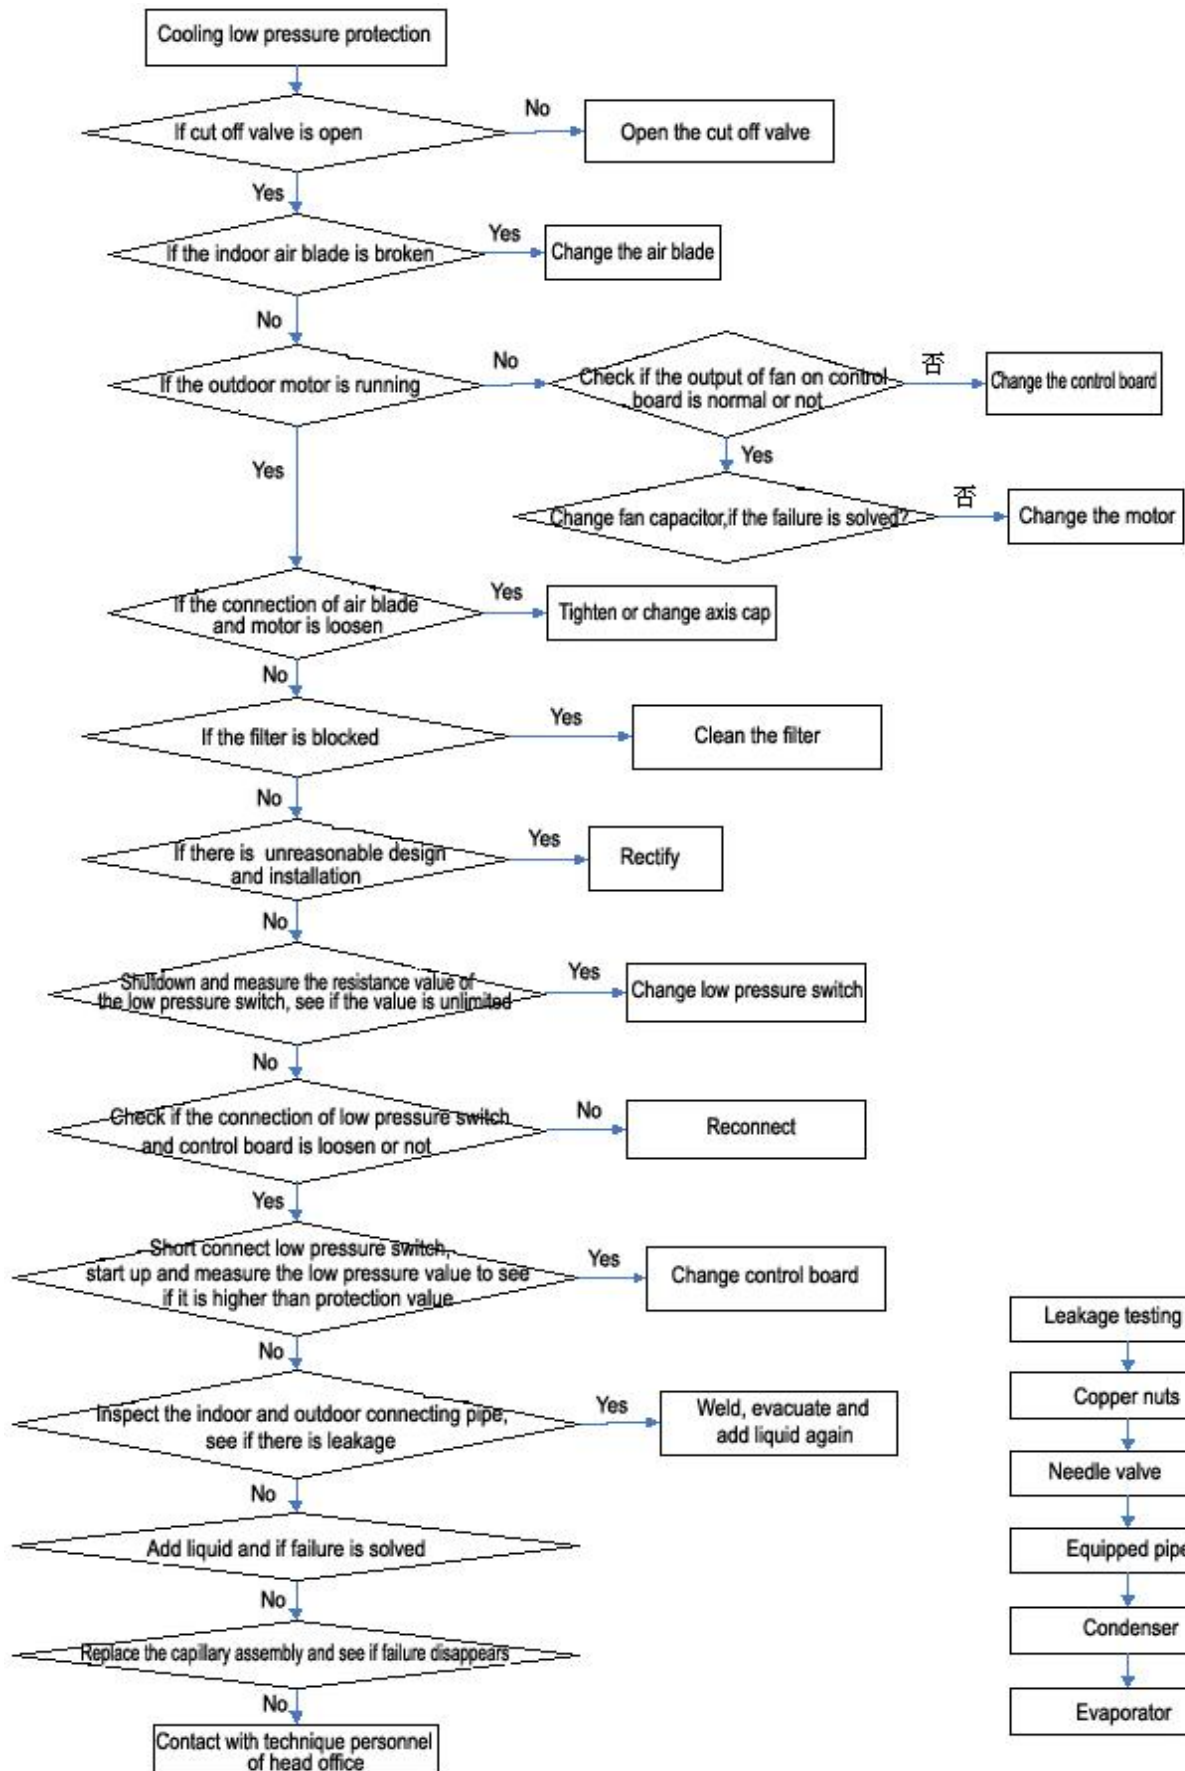 Cooling low pressure protection
If cut off valve is open
No
Open the cut off valve
Yes
If the indoor air blade is broken
Yes
Change the air blade
No
If the outdoor motor is running
No
Check if the output of fan on control
board is normal or not
否
Change the control board
Yes
Yes
Change fan capacitor,if the failure is solved?
否
Change the motor
If the connection of air blade
and motor is loosen
Yes
Tighten or change axis cap
No
If the filter is blocked
Yes
Clean the filter
No
If there is unreasonable design
and installation
Yes
Rectify
No
Shutdown and measure the resistance value of
the low pressure switch, see if the value is unlimited
Yes
Change low pressure switch
No
Check if the connection of low pressure switch
and control board is loosen or not
No
Reconnect
Yes
Short connect low pressure switch,
start up and measure the low pressure value to see
if it is higher than protection value
Yes
Change control board
No
Inspect the indoor and outdoor connecting pipe,
see if there is leakage
Yes
Weld, evacuate and
add liquid again
No
Add liquid and if failure is solved
No
Replace the capillary assembly and see if failure disappears
No
Contact with technique personnel
of head office
Leakage testing
Copper nuts
Needle valve
Equipped pipe
Condenser
Evaporator